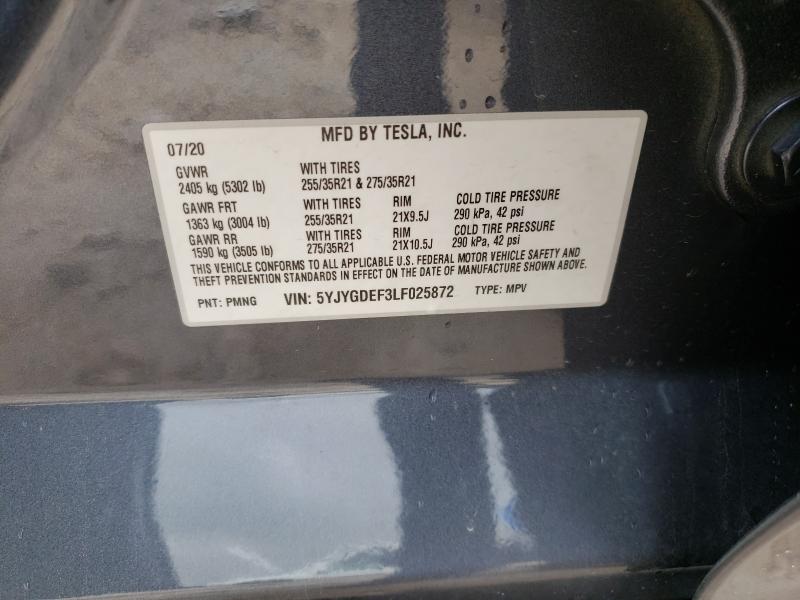 MFD BY TESLA, INC.
07/20
GVWR WITH TIRES
2405 kg (5302 lb) 255/35R21 & 275/35R21
GAWR FRT WITH TIRES RIM COLD TIRE PRESSURE
1363 kg (3004 lb) 255/35R21 21X9.5J 290 kPa, 42 psi
GAWR RR WITH TIRES RIM COLD TIRE PRESSURE
1590 kg (3505 lb) 275/35R21 21X10.5J 290 kPa, 42 psi
THIS VEHICLE CONFORMS TO ALL APPLICABLE U.S. FEDERAL MOTOR VEHICLE SAFETY AND
THEFT PREVENTION STANDARDS IN EFFECT ON THE DATE OF MANUFACTURE SHOWN ABOVE.
PNT: PMNG VIN: 5YJYGDEF3LF025872 TYPE: MPV